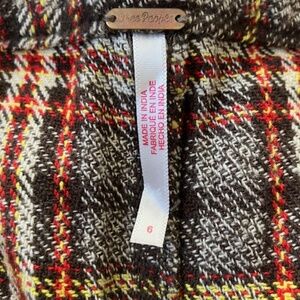 Free People
MADE IN INDIA
FABRIQUÉ EN INDE
HECHO EN INDIA
6